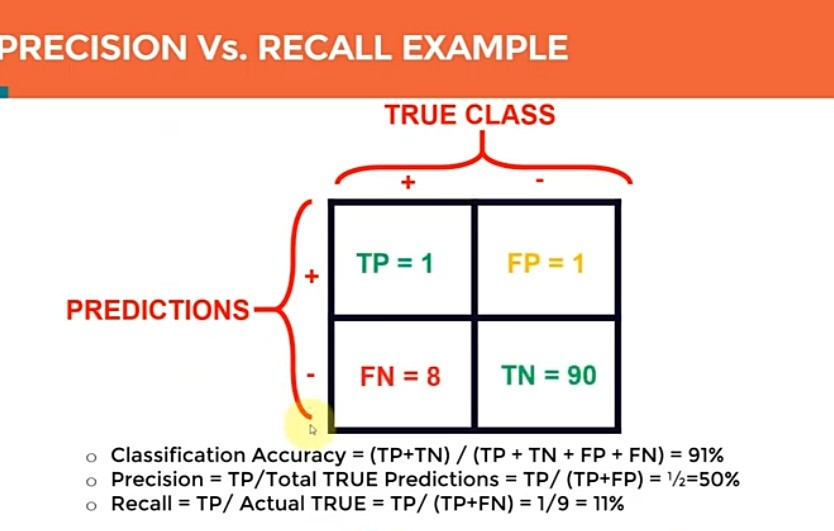 PRECISION Vs. RECALL EXAMPLE
TRUE CLASS
+ -
+
TP = 1 FP = 1
PREDICTIONS
-
FN = 8 TN = 90
o Classification Accuracy = (TP+TN) / (TP + TN + FP + FN) = 91%
o Precision = TP/Total TRUE Predictions = TP/ (TP+FP) = ½=50%
o Recall = TP/ Actual TRUE = TP/ (TP+FN) = 1/9 = 11%